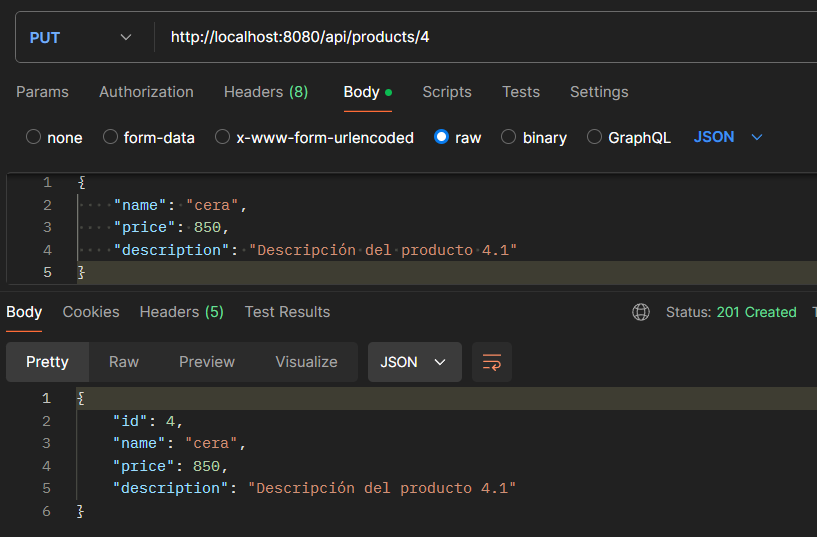 PUT http://localhost:8080/api/products/4
Params Authorization Headers (8) Body Scripts Tests Settings
none form-data x-www-form-urlencoded raw binary GraphQL JSON
1 {
2 "name": "cera",
3 "price": 850,
4 "description": "Descripción del producto 4.1"
5 }
Body Cookies Headers (5) Test Results Status: 201 Created
Pretty Raw Preview Visualize JSON
1 {
2 "id": 4,
3 "name": "cera",
4 "price": 850,
5 "description": "Descripción del producto 4.1"
6 }